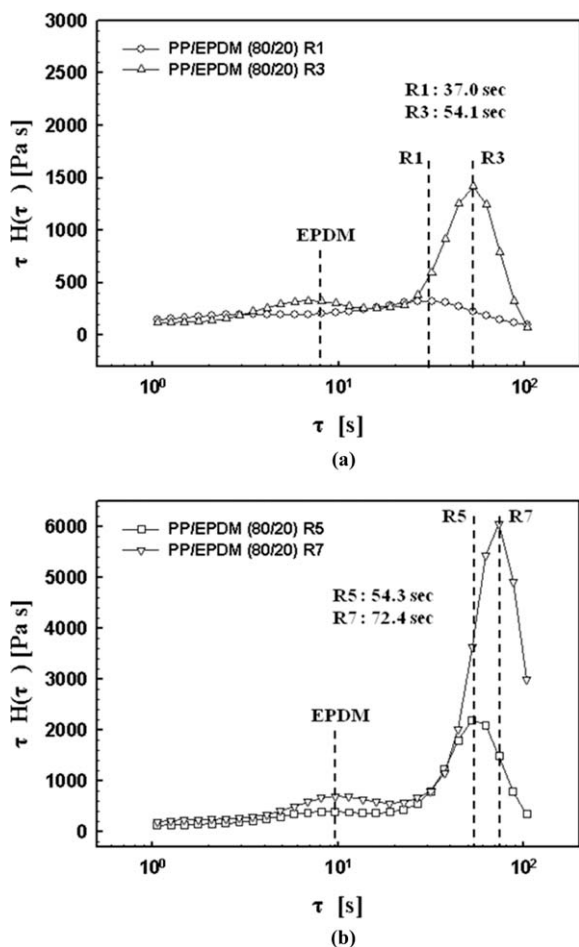 3000
2500
2000
1500
1000
500
0
τ H(τ ) [Pa s]
PP/EPDM (80/20) R1
PP/EPDM (80/20) R3
R1 : 37.0 sec
R3 : 54.1 sec
R1
R3
EPDM
10⁰
10¹
10²
τ [s]
(a)
6000
5000
4000
3000
2000
1000
0
τ H(τ ) [Pa s]
R5
R7
PP/EPDM (80/20) R5
PP/EPDM (80/20) R7
R5 : 54.3 sec
R7 : 72.4 sec
EPDM
10⁰
10¹
10²
τ [s]
(b)